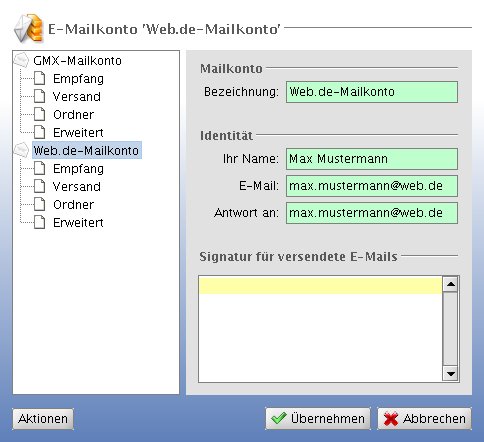 E-Mailkonto 'Web.de-Mailkonto'
GMX-Mailkonto
Empfang
Versand
Ordner
Erweitert
Web.de-Mailkonto
Empfang
Versand
Ordner
Erweitert
Mailkonto
Bezeichnung: Web.de-Mailkonto
Identität
Ihr Name: Max Mustermann
E-Mail: max.mustermann@web.de
Antwort an: max.mustermann@web.de
Signatur für versendete E-Mails
Aktionen Übernehmen Abbrechen